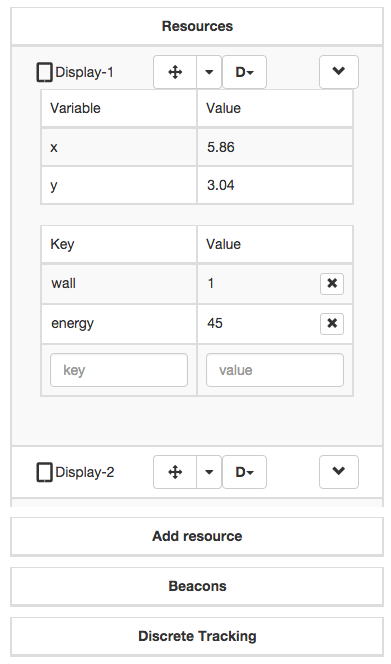 Resources
Display-1 D
Variable Value
x 5.86
y 3.04
Key Value
wall 1
energy 45
key value
Display-2 D
Add resource
Beacons
Discrete Tracking